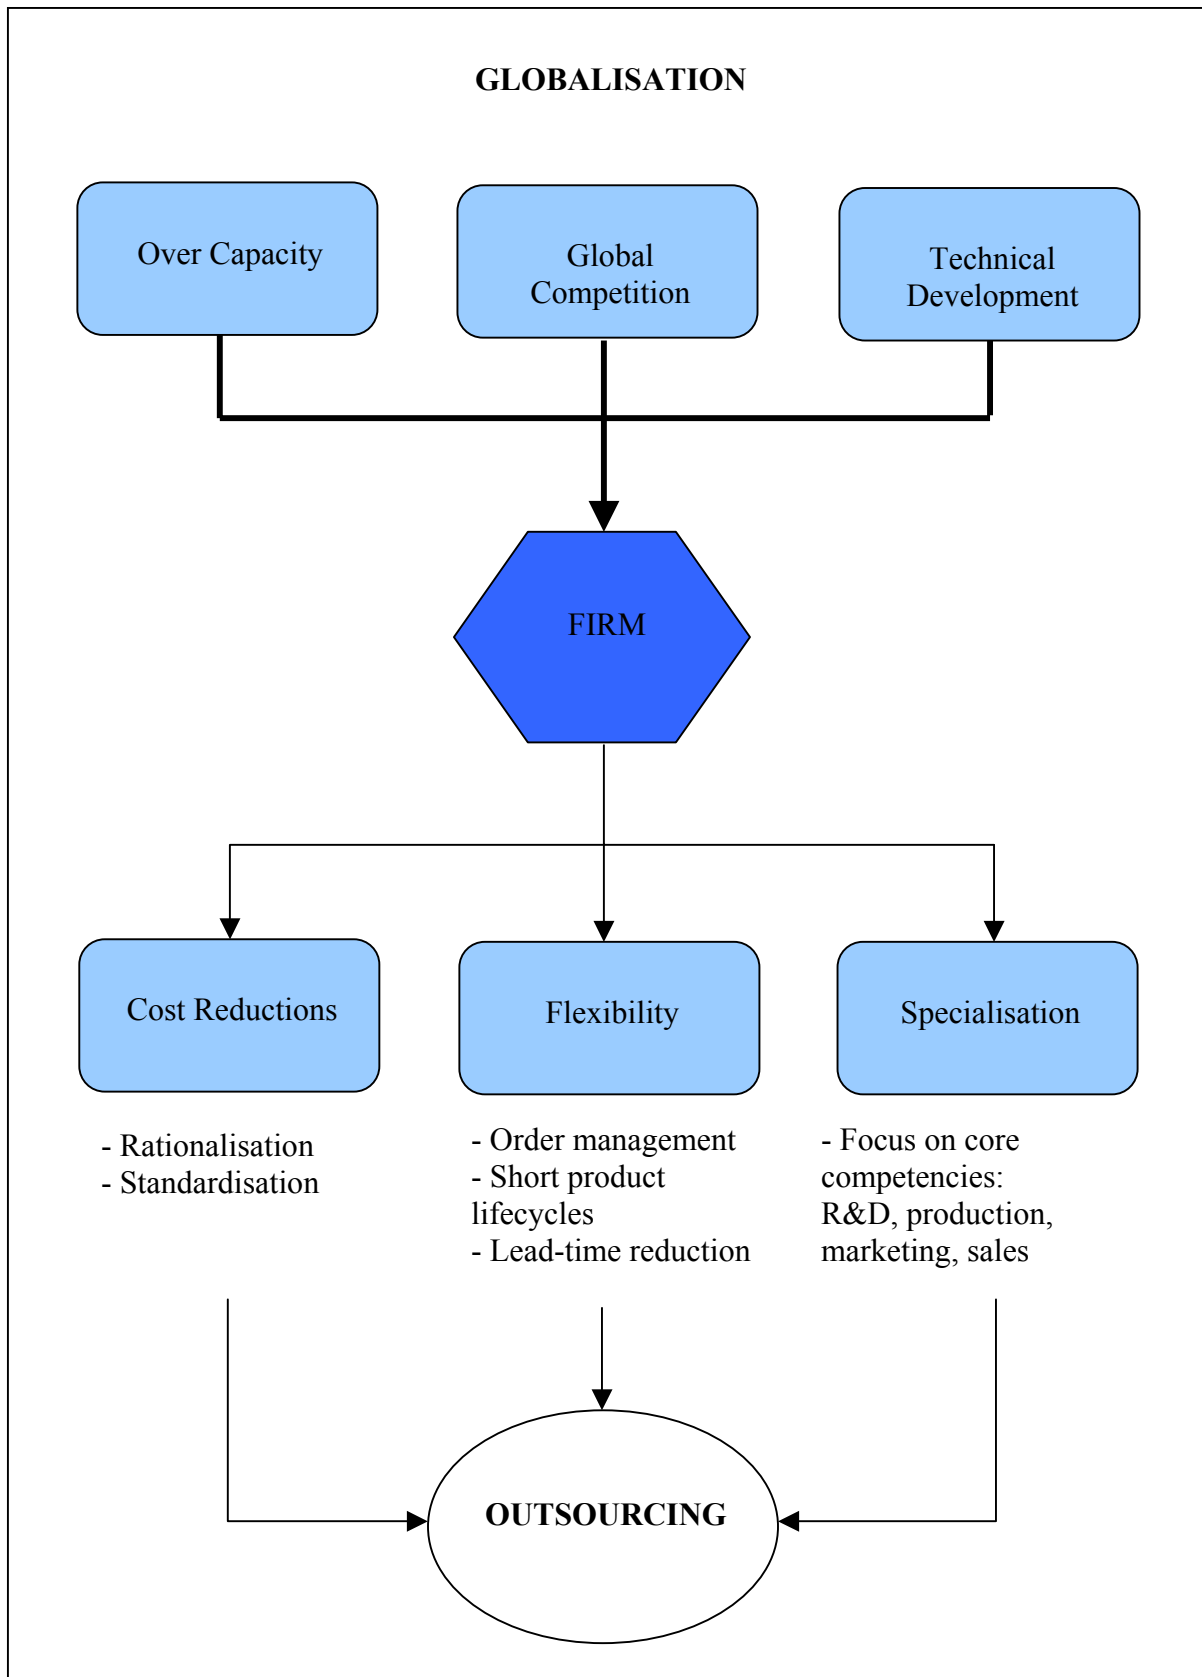 GLOBALISATION
Over Capacity
Global
Competition
Technical
Development
FIRM
Cost Reductions
Flexibility
Specialisation
- Rationalisation
- Standardisation
- Order management
- Short product
lifecycles
- Lead-time reduction
- Focus on core
competencies:
R&D, production,
marketing, sales
OUTSOURCING